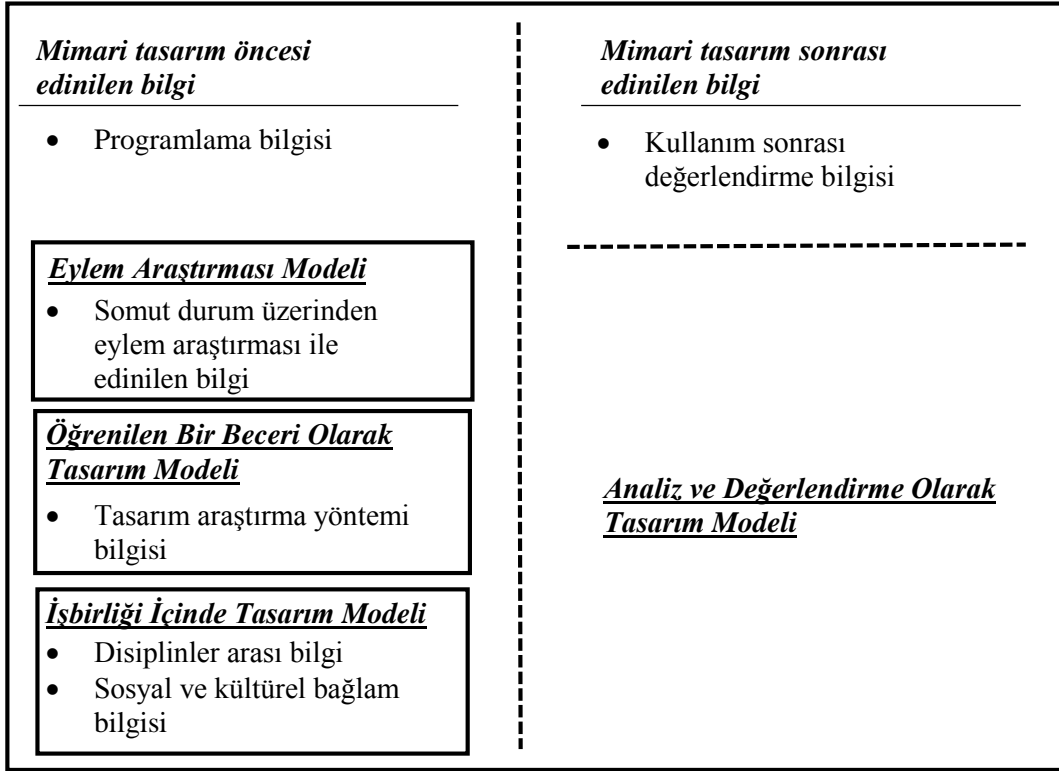 Mimari tasarım öncesi
edinilen bilgi
• Programlama bilgisi
Eylem Araştırması Modeli
• Somut durum üzerinden
eylem araştırması ile
edinilen bilgi
Öğrenilen Bir Beceri Olarak
Tasarım Modeli
• Tasarım araştırma yöntemi
bilgisi
İşbirliği İçinde Tasarım Modeli
• Disiplinler arası bilgi
• Sosyal ve kültürel bağlam
bilgisi
Mimari tasarım sonrası
edinilen bilgi
• Kullanım sonrası
değerlendirme bilgisi
Analiz ve Değerlendirme Olarak
Tasarım Modeli